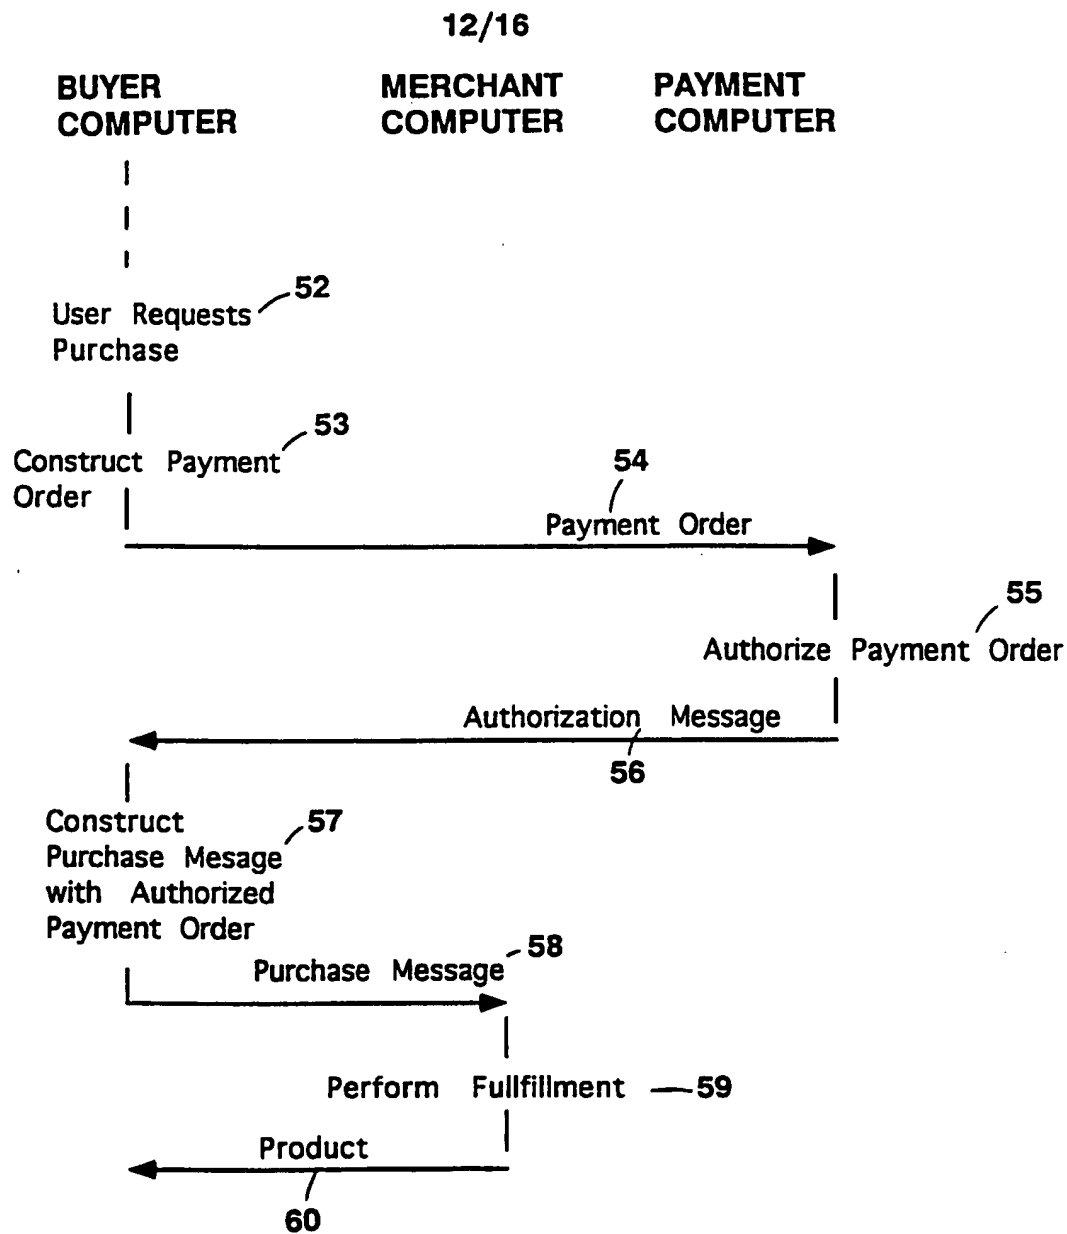 12/16
BUYER
COMPUTER
MERCHANT
COMPUTER
PAYMENT
COMPUTER
52
User Requests
Purchase
53
Construct Payment
Order
54
Payment Order
55
Authorize Payment Order
Authorization Message
56
Construct
57
Purchase Mesage
with Authorized
Payment Order
58
Purchase Message
Perform Fullfillment
59
Product
60